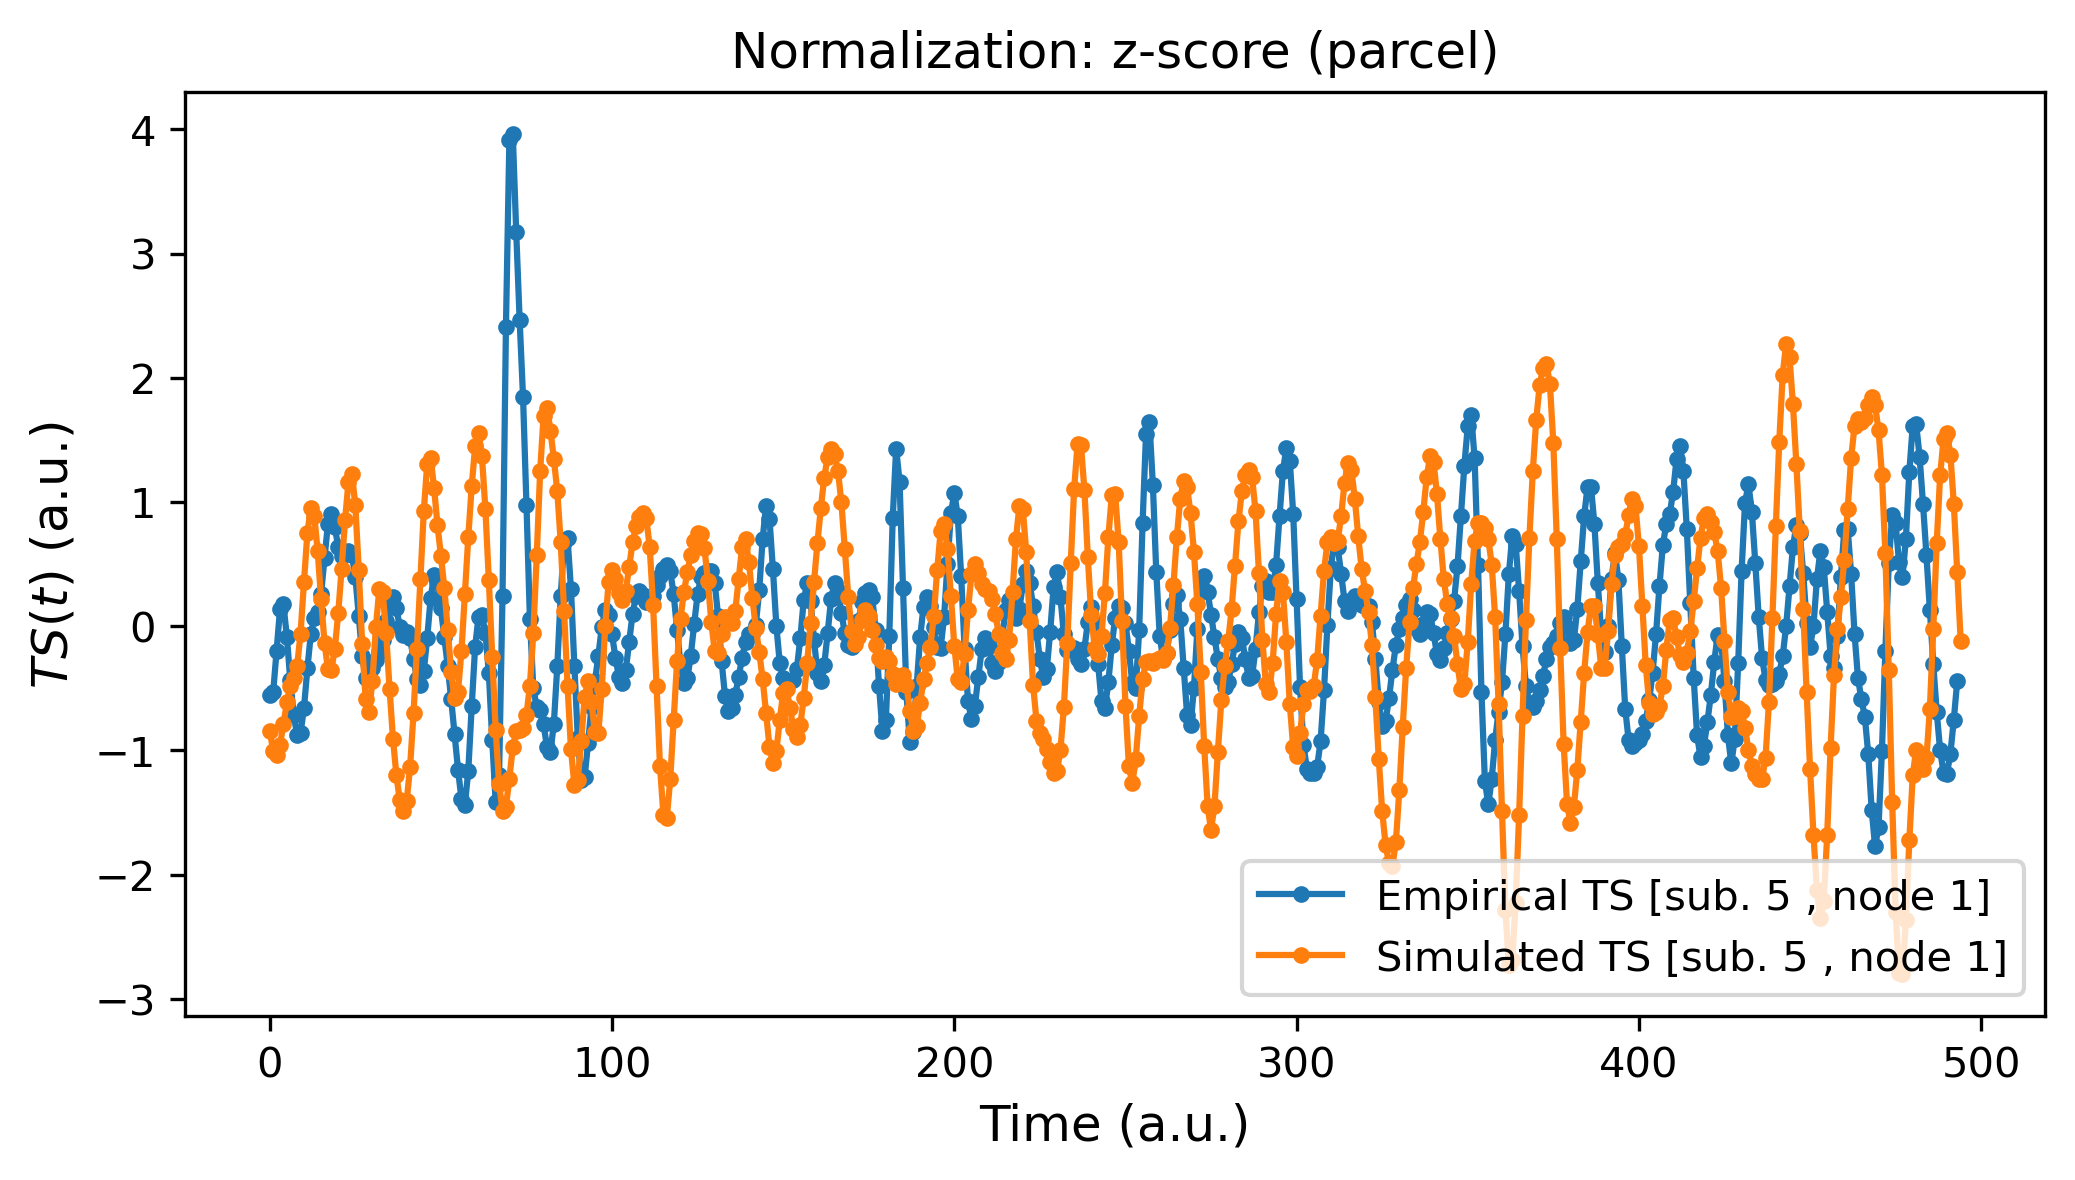 Normalization: z-score (parcel)
TS(t) (a.u.)
4
3
2
1
0
−1
−2
−3
Empirical TS [sub. 5 , node 1]
Simulated TS [sub. 5 , node 1]
0 100 200 300 400 500
Time (a.u.)